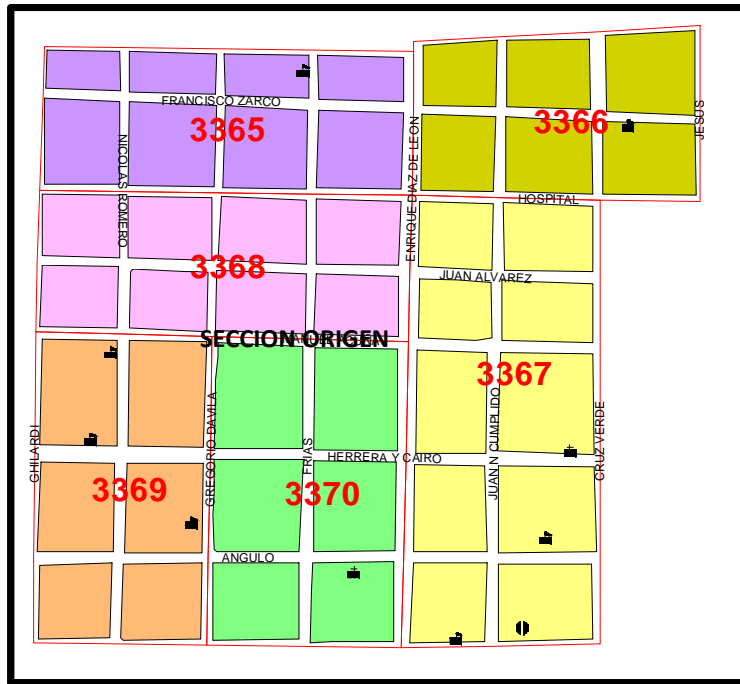 FRANCISCO ZARCO
3365
3366
JESUS
NICOLAS ROMERO
ENRIQUE DIAZ DE LEON
HOSPITAL
3368
JUAN ALVAREZ
SECCION ORIGEN
3367
GHILARDI
GREGORIO DAVILA
FRIAS
HERRERA Y CAIRO
JUAN N CUMPLIDO
CRUZ VERDE
3369
3370
ANGULO